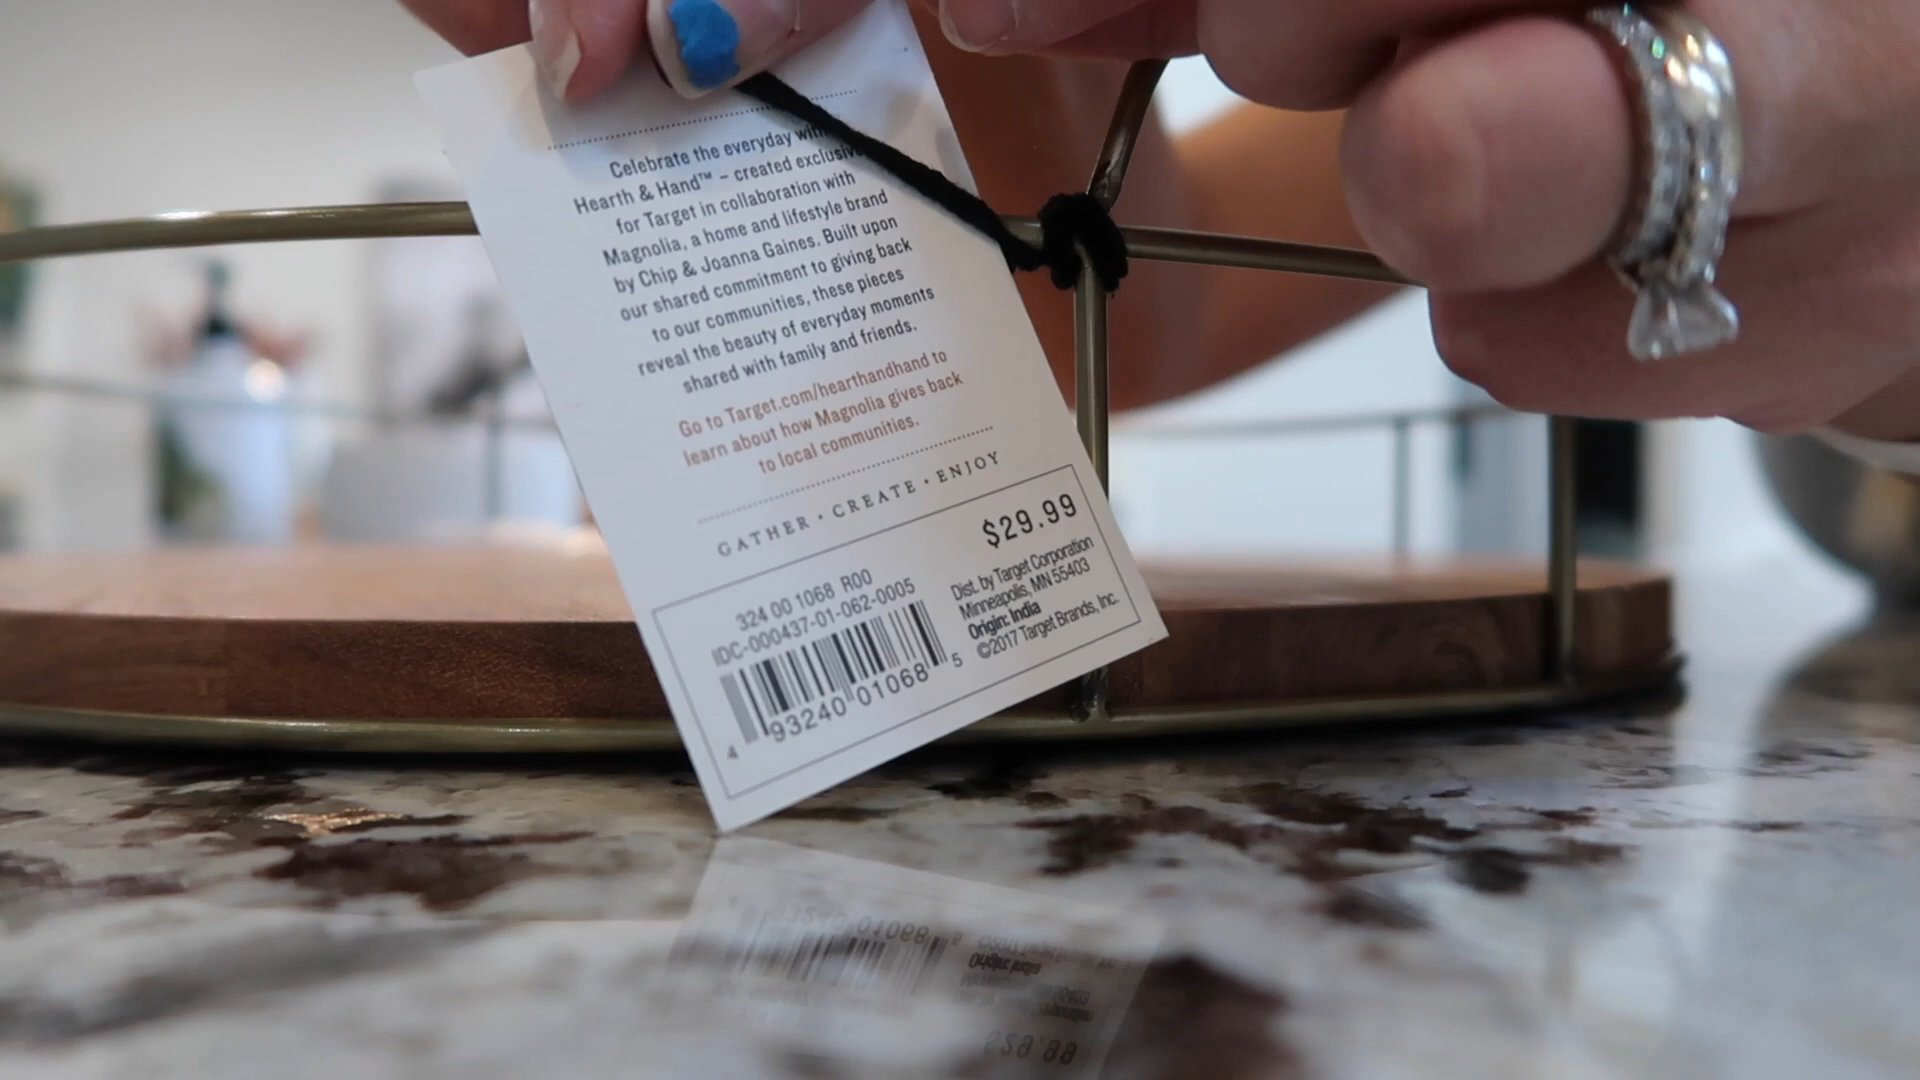 Celebrate the everyday with
Hearth & Hand™ – created exclusive
for Target in collaboration with
Magnolia, a home and lifestyle brand
by Chip & Joanna Gaines. Built upon
our shared commitment to giving back
to our communities, these pieces
reveal the beauty of everyday moments
shared with family and friends.
Go to Target.com/hearthandhand to
learn about how Magnolia gives back
to local communities.
GATHER • CREATE • ENJOY
$29.99
324 00 1068 R00
IDC-000437-01-062-0005
4 93240 01068 5
Dist. by Target Corporation
Minneapolis, MN 55403
Origin: India
©2017 Target Brands, Inc.